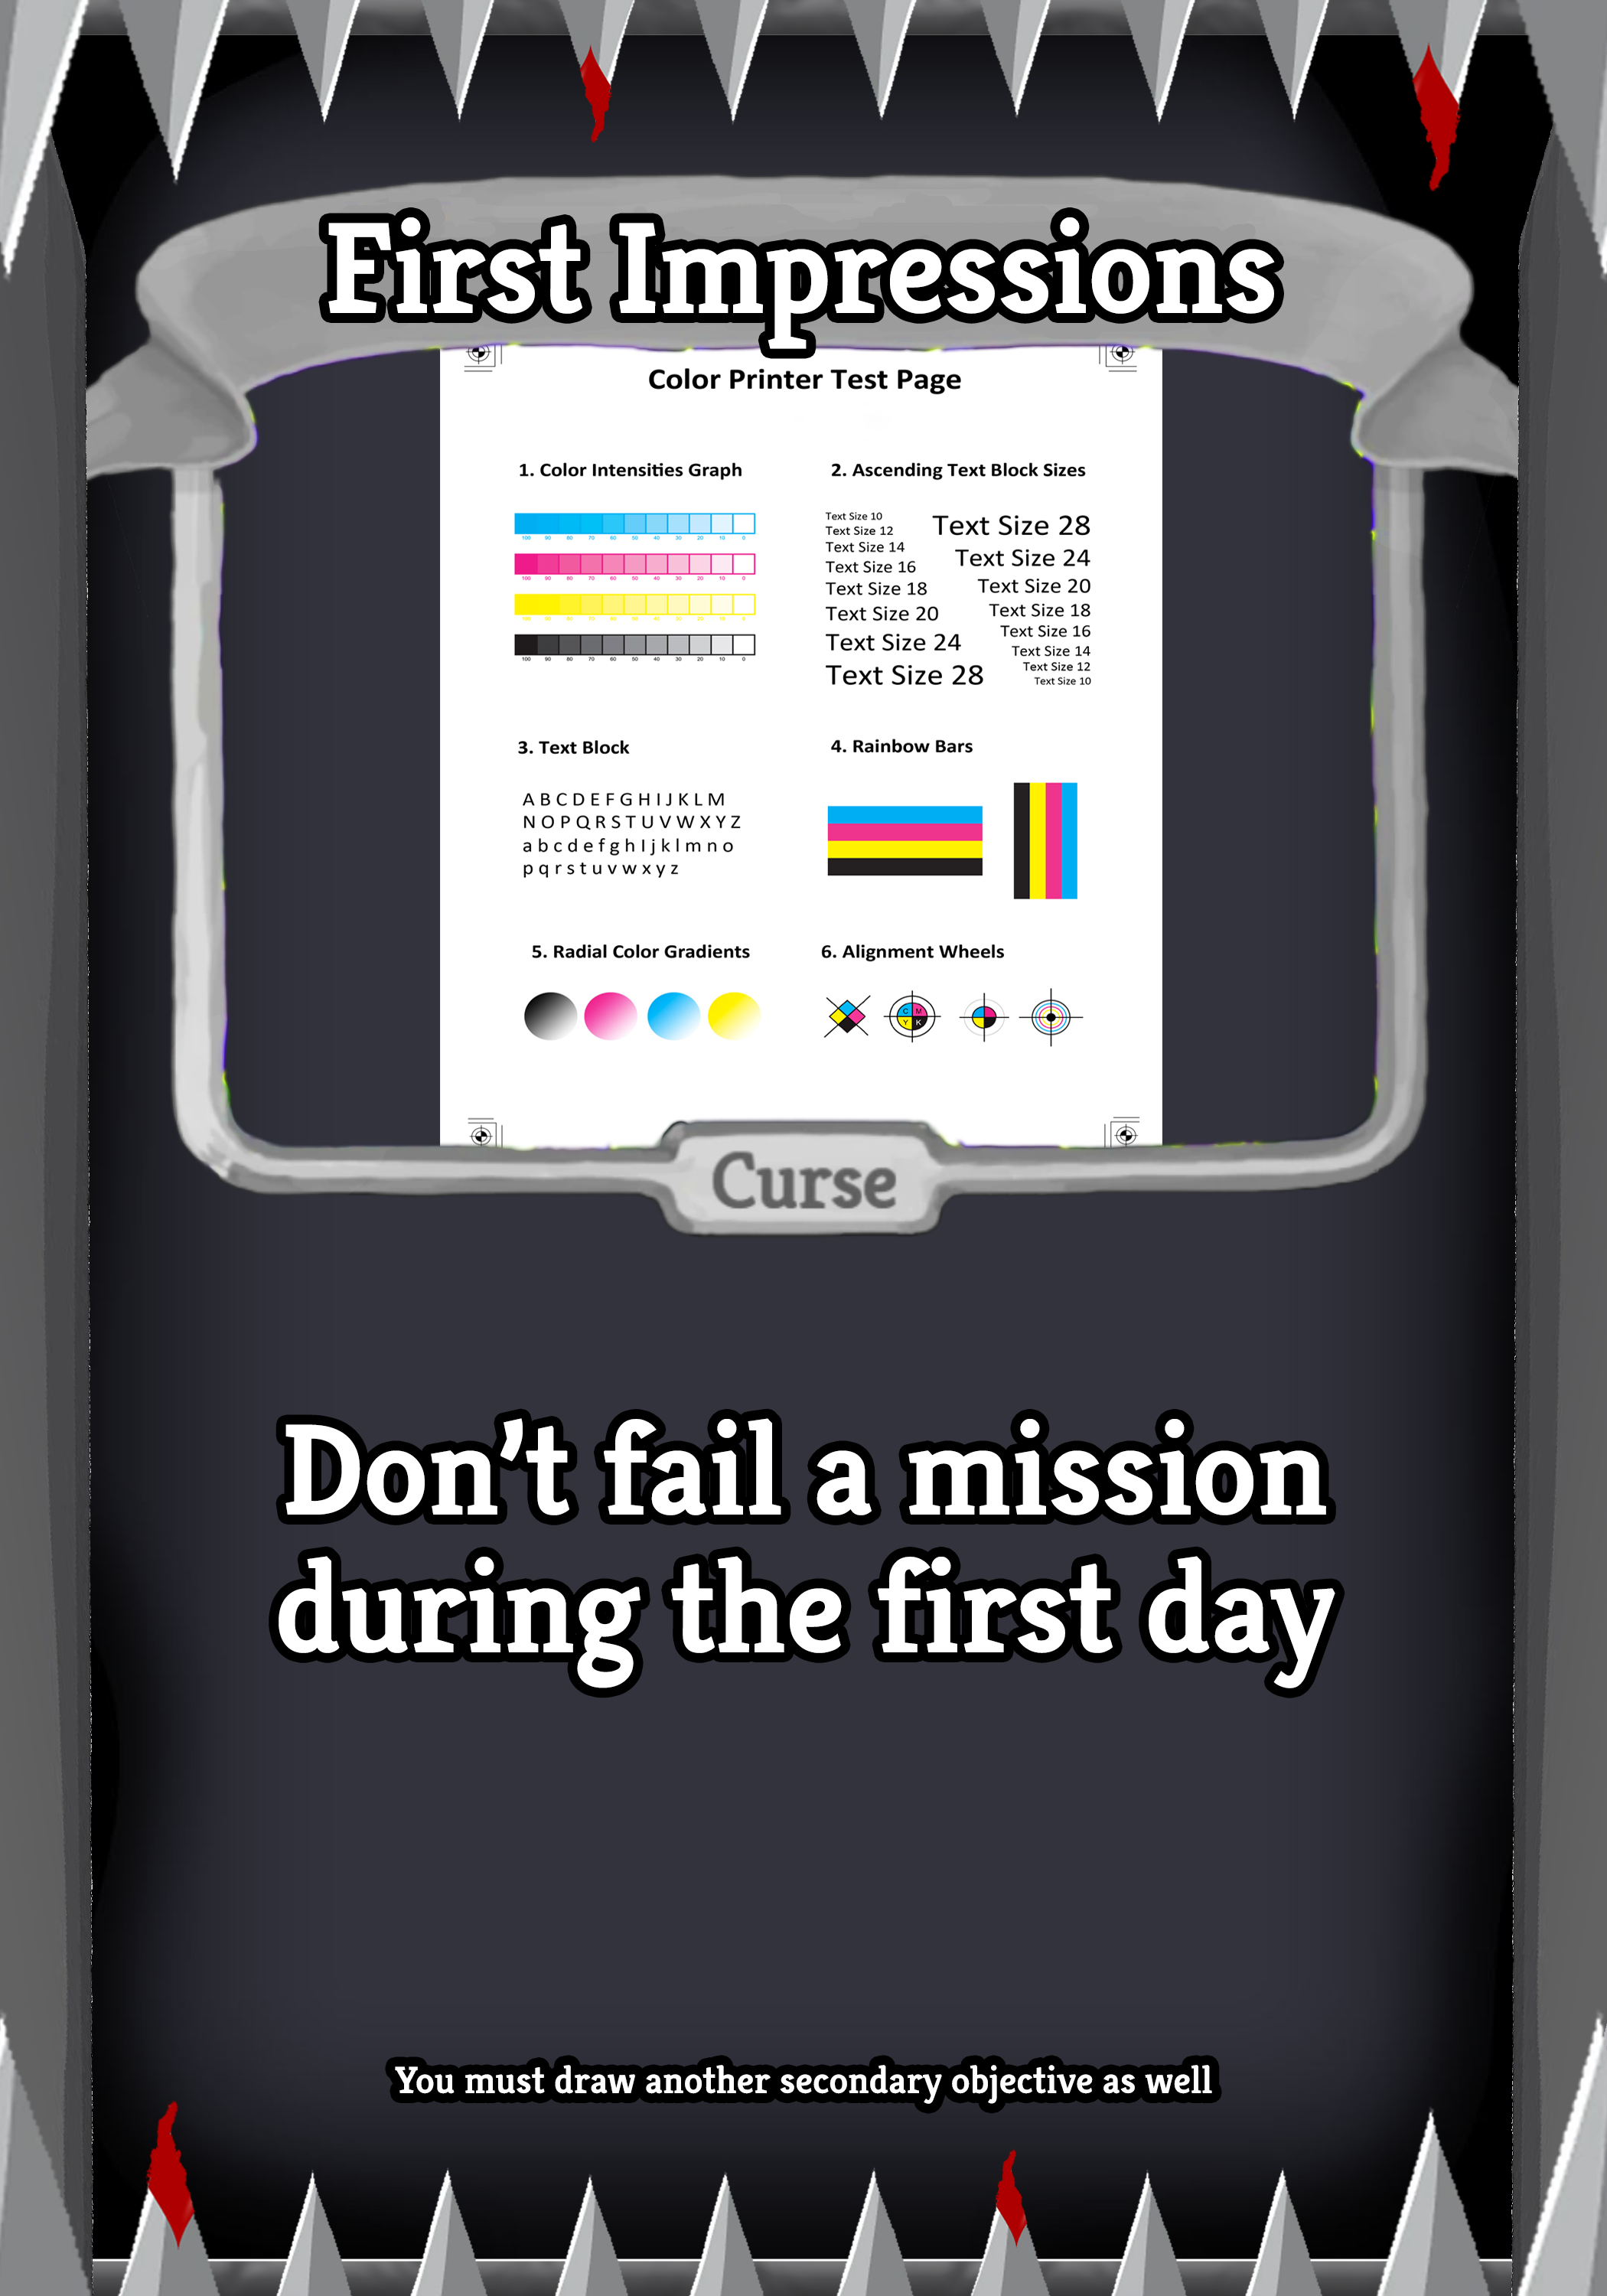 First Impressions
Color Printer Test Page
1. Color Intensities Graph
100 90 80 70 60 50 40 30 20 10 0
100 90 80 70 60 50 40 30 20 10 0
100 90 80 70 60 50 40 30 20 10 0
100 90 80 70 60 50 40 30 20 10 0
2. Ascending Text Block Sizes
Text Size 10
Text Size 12
Text Size 14
Text Size 16
Text Size 18
Text Size 20
Text Size 24
Text Size 28
Text Size 28
Text Size 24
Text Size 20
Text Size 18
Text Size 16
Text Size 14
Text Size 12
Text Size 10
3. Text Block
A B C D E F G H I J K L M
N O P Q R S T U V W X Y Z
a b c d e f g h I j k l m n o
p q r s t u v w x y z
4. Rainbow Bars
5. Radial Color Gradients
6. Alignment Wheels
C M
Y K
Curse
Don't fail a mission
during the first day
You must draw another secondary objective as well